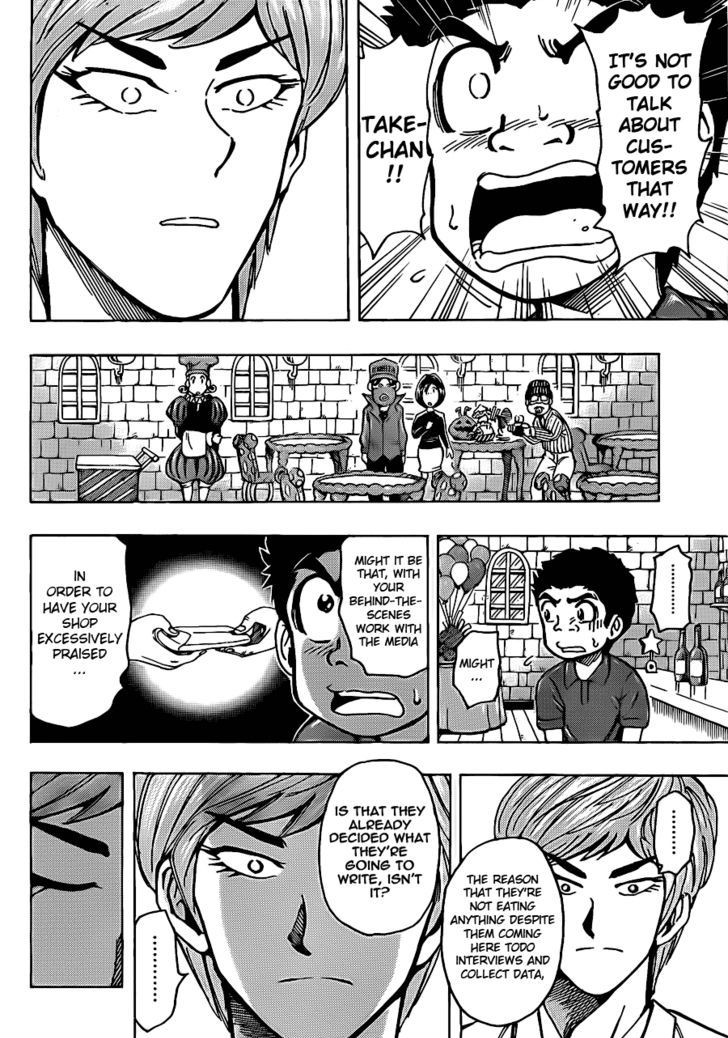 IT'S NOT
GOOD TO
TALK
ABOUT
CUS-
TOMERS
THAT
WAY!!
TAKE-
CHAN
!!
.........
MIGHT
...
MIGHT IT BE
THAT, WITH
YOUR
BEHIND-THE-
SCENES
WORK WITH
THE MEDIA
IN
ORDER TO
HAVE YOUR
SHOP
EXCESSIVELY
PRAISED
...
.........
THE REASON
THAT THEY'RE
NOT EATING
ANYTHING DESPITE
THEM COMING
HERE TODO
INTERVIEWS AND
COLLECT DATA,
IS THAT THEY
ALREADY
DECIDED WHAT
THEY'RE
GOING TO
WRITE, ISN'T
IT?
.........